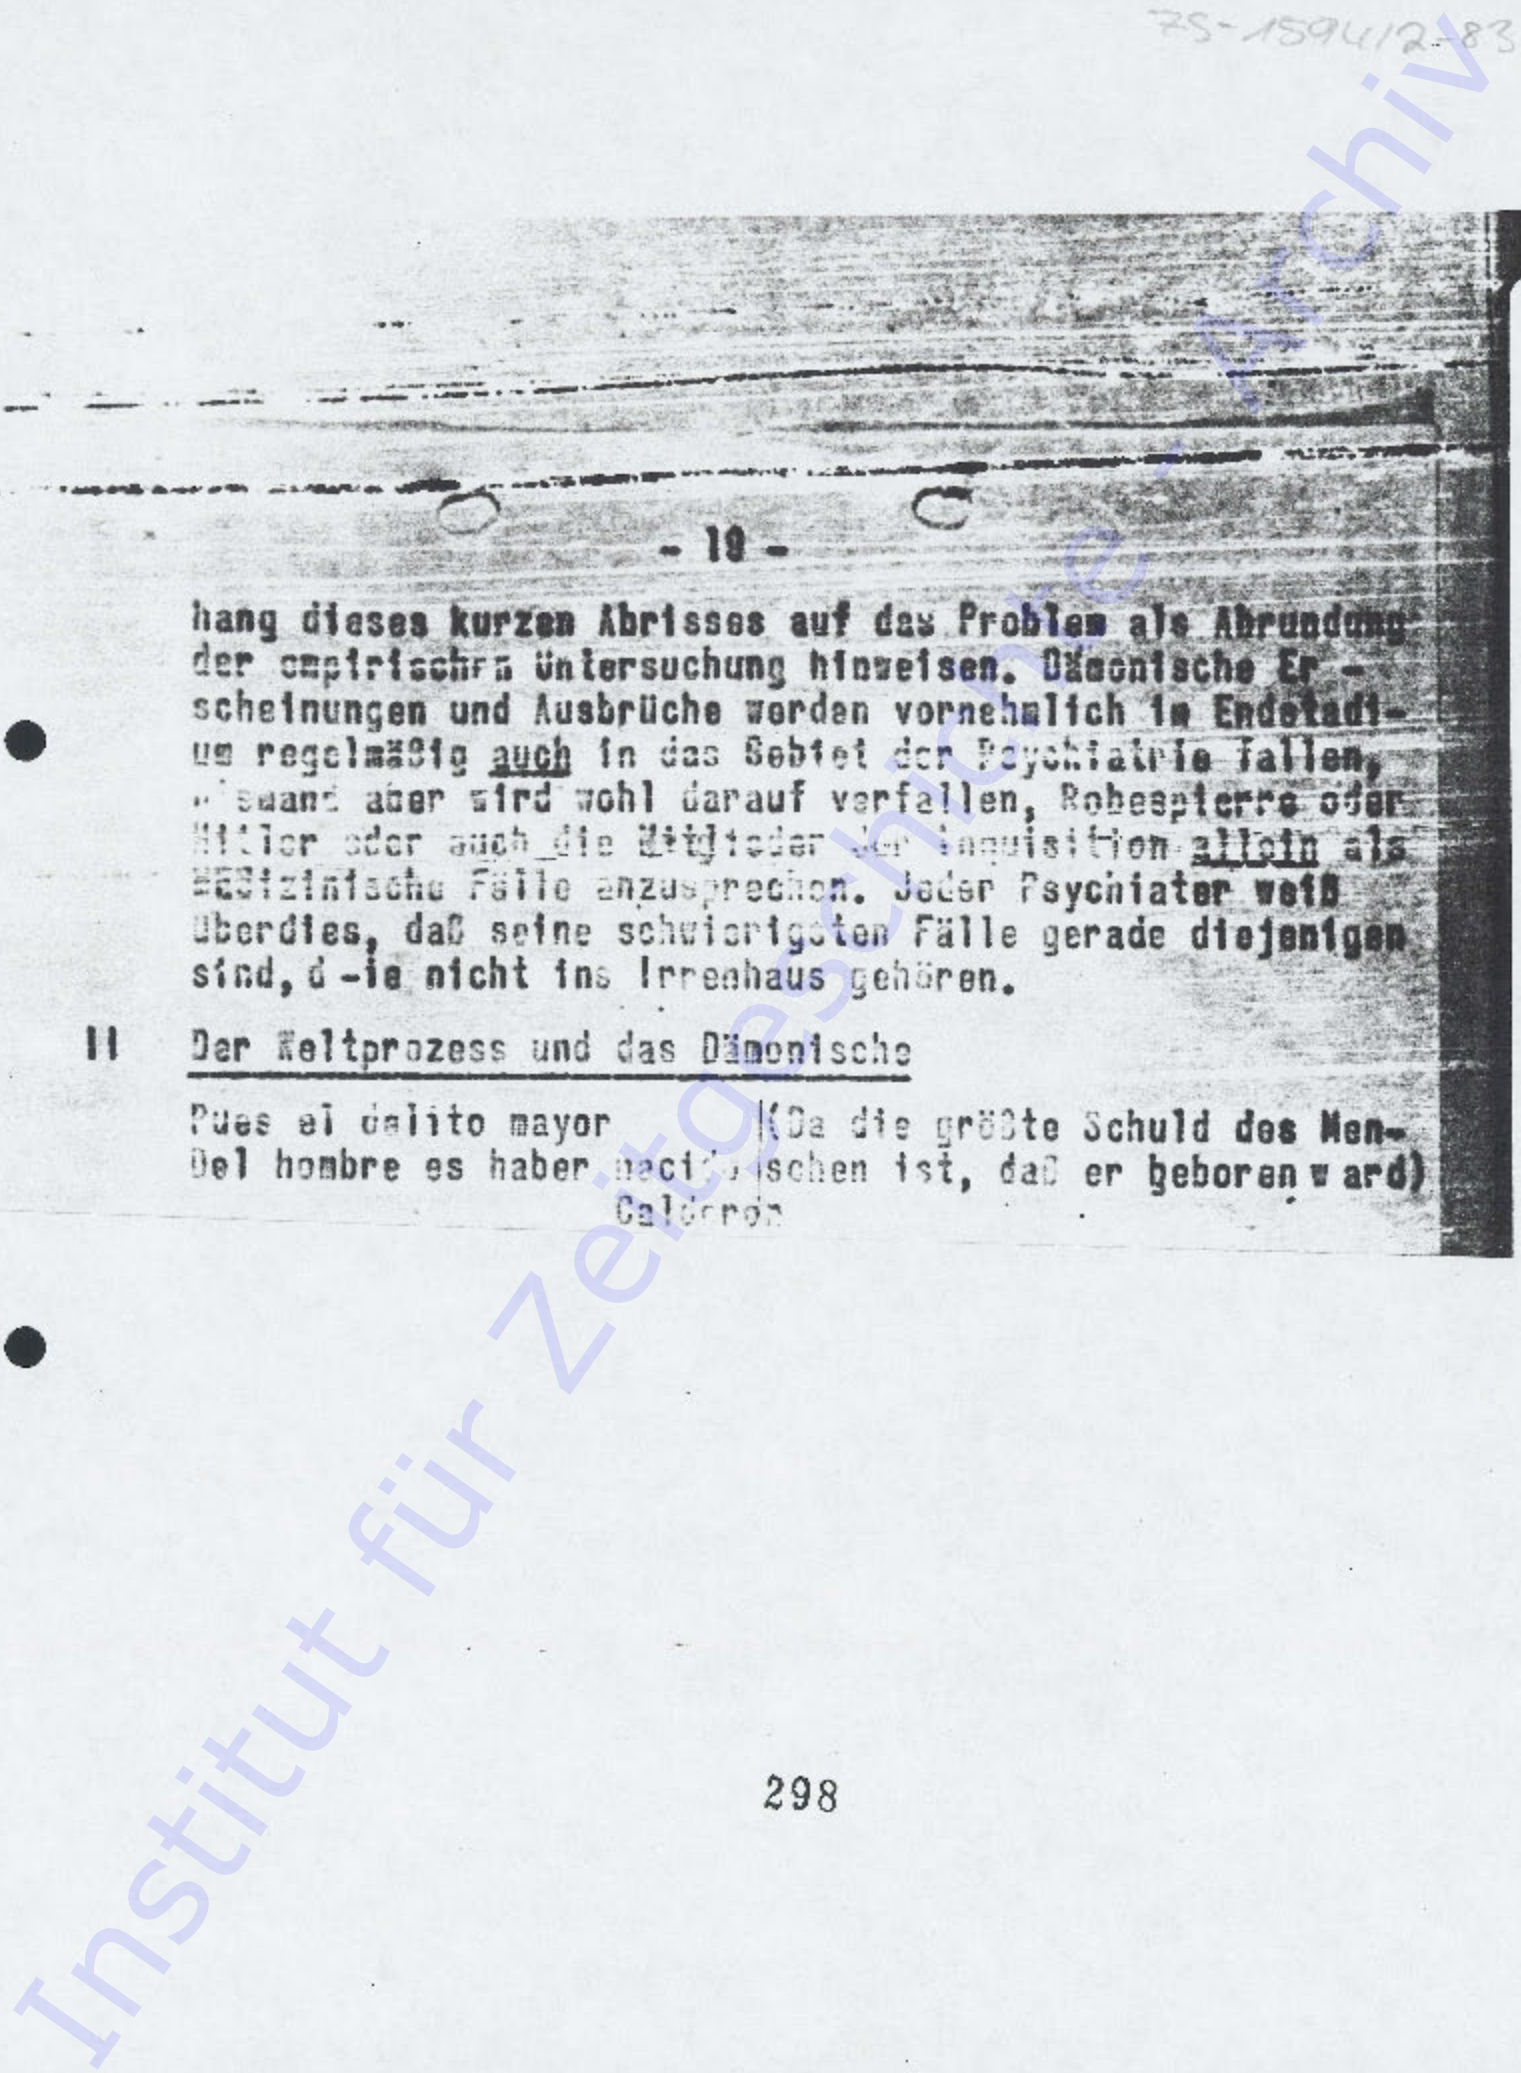 ZS-1594/2-83
- 19 -
hang dieses kurzen Abrisses auf das Problem als Abrundung
der empirischen Untersuchung hinweisen. Dämonische Er -
scheinungen und Ausbrüche werden vornehmlich im Endstadi-
um regelmäßig auch in das Gebiet der Psychiatrie fallen,
niemand aber wird wohl darauf verfallen, Robespierre oder
Hitler oder auch die Mitglieder der Inquisition allein als
medizinische Fälle anzusprechen. Jeder Psychiater weiß
überdies, daß seine schwierigsten Fälle gerade diejenigen
sind, d -ie nicht ins Irrenhaus gehören.
II Der Weltprozess und das Dämonische
Pues el delito mayor (Da die größte Schuld des Men-
Del hombre es haber nacido schen ist, daß er geboren w ard)
Calderon
298
Institut für Zeitgeschichte - Archiv